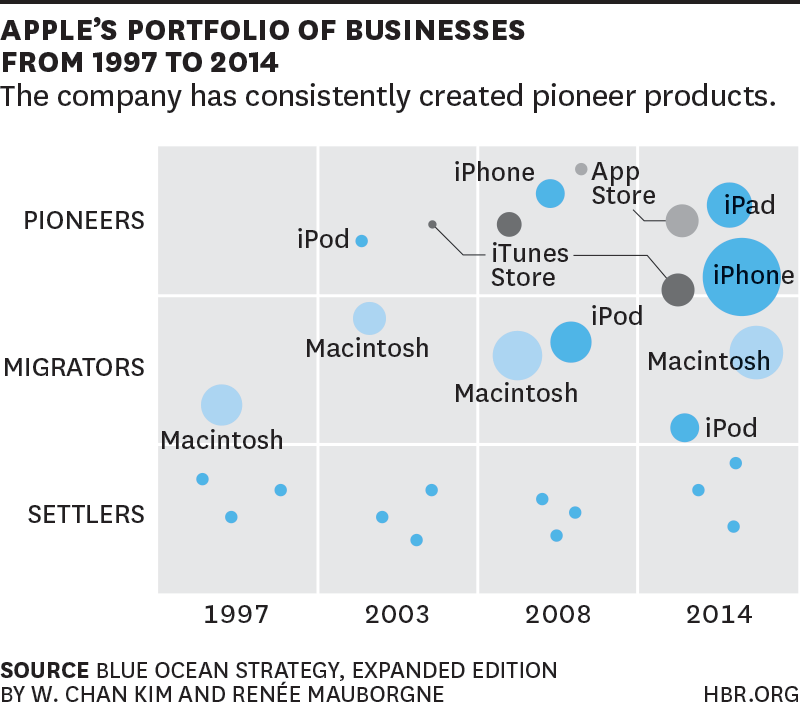 APPLE’S PORTFOLIO OF BUSINESSES
FROM 1997 TO 2014
The company has consistently created pioneer products.
PIONEERS
iPod
iPhone
App
Store
iTunes
Store
iPad
iPhone
MIGRATORS
Macintosh
Macintosh
iPod
Macintosh
Macintosh
iPod
SETTLERS
1997
2003
2008
2014
SOURCE BLUE OCEAN STRATEGY, EXPANDED EDITION
BY W. CHAN KIM AND RENÉE MAUBORGNE
HBR.ORG